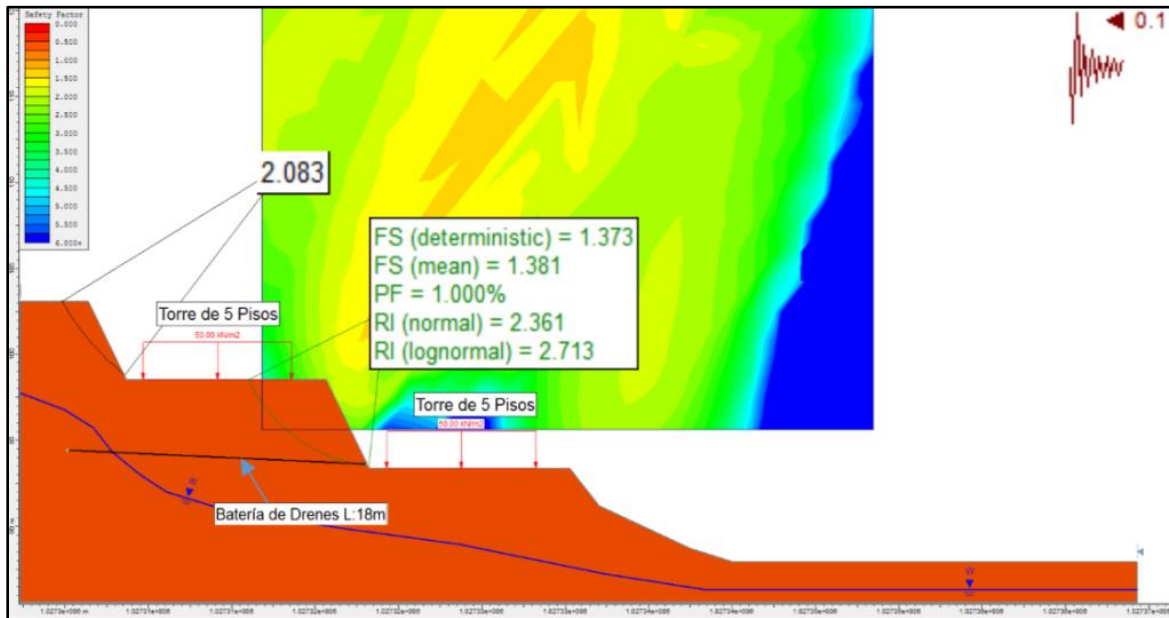 Safety Factor
0.000
0.500
1.000
1.500
2.000
2.500
3.000
3.500
4.000
4.500
5.000
5.500
6.000+
0.1
2.083
FS (deterministic) = 1.373
FS (mean) = 1.381
PF = 1.000%
RI (normal) = 2.361
RI (lognormal) = 2.713
Torre de 5 Pisos
50.00 kN/m2
Torre de 5 Pisos
50.00 kN/m2
Batería de Drenes L:18m
W
W